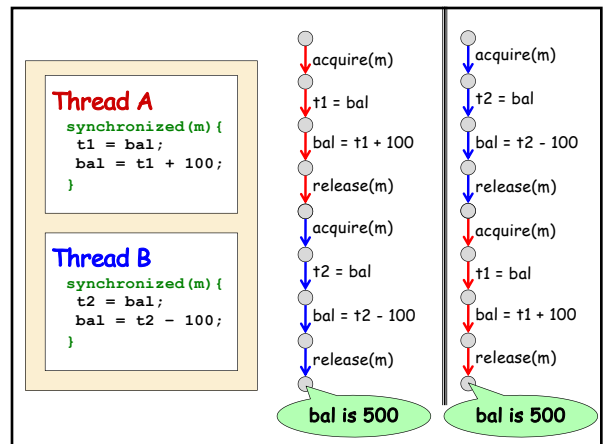 Thread A
synchronized(m){
t1 = bal;
bal = t1 + 100;
}
Thread B
synchronized(m){
t2 = bal;
bal = t2 - 100;
}
acquire(m)
t1 = bal
bal = t1 + 100
release(m)
acquire(m)
t2 = bal
bal = t2 - 100
release(m)
bal is 500
acquire(m)
t2 = bal
bal = t2 - 100
release(m)
acquire(m)
t1 = bal
bal = t1 + 100
release(m)
bal is 500